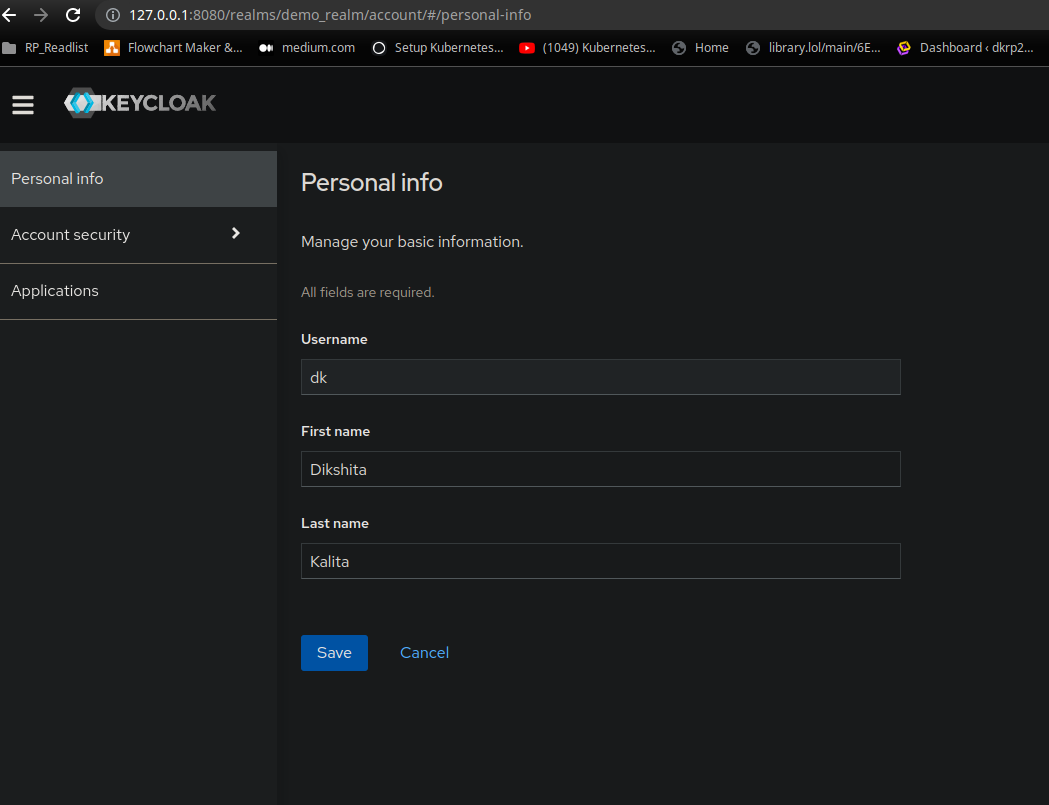 127.0.0.1:8080/realms/demo_realm/account/#/personal-info
RP_Readlist Flowchart Maker &... medium.com Setup Kubernetes... (1049) Kubernetes... Home library.lol/main/6E... Dashboard ‹ dkrp2...
KEYCLOAK
Personal info
Account security
Applications
Personal info
Manage your basic information.
All fields are required.
Username
dk
First name
Dikshita
Last name
Kalita
Save Cancel